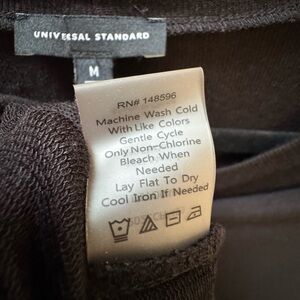 UNIVERSAL STANDARD
M
RN# 148596
Machine Wash Cold
With Like Colors
Gentle Cycle
Only Non-Chlorine
Bleach When
Needed
Lay Flat To Dry
Cool Iron If Needed